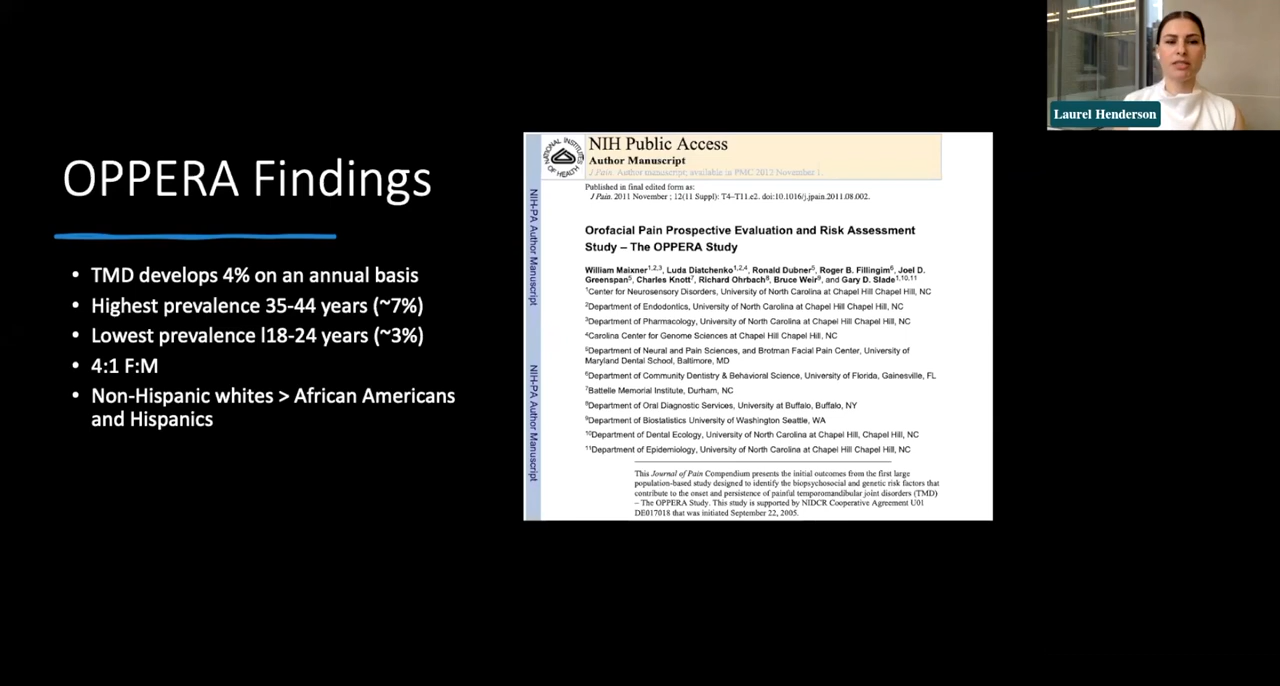 Laurel Henderson
OPPERA Findings
• TMD develops 4% on an annual basis
• Highest prevalence 35-44 years (~7%)
• Lowest prevalence l18-24 years (~3%)
• 4:1 F:M
• Non-Hispanic whites > African Americans
and Hispanics
NATIONAL INSTITUTES OF HEALTH
NIH Public Access
Author Manuscript
J Pain. Author manuscript; available in PMC 2012 November 1.
NIH-PA Author Manuscript
NIH-PA Author Manuscript
Published in final edited form as:
J Pain. 2011 November ; 12(11 Suppl): T4–T11.e2. doi:10.1016/j.jpain.2011.08.002.
Orofacial Pain Prospective Evaluation and Risk Assessment
Study – The OPPERA Study
William Maixner1,2,3, Luda Diatchenko1,2,4, Ronald Dubner5, Roger B. Fillingim6, Joel D.
Greenspan5, Charles Knott7, Richard Ohrbach8, Bruce Weir9, and Gary D. Slade1,10,11
1Center for Neurosensory Disorders, University of North Carolina at Chapel Hill Chapel Hill, NC
2Department of Endodontics, University of North Carolina at Chapel Hill Chapel Hill, NC
3Department of Pharmacology, University of North Carolina at Chapel Hill Chapel Hill, NC
4Carolina Center for Genome Sciences at Chapel Hill Chapel Hill, NC
5Department of Neural and Pain Sciences, and Brotman Facial Pain Center, University of
Maryland Dental School, Baltimore, MD
6Department of Community Dentistry & Behavioral Science, University of Florida, Gainesville, FL
7Battelle Memorial Institute, Durham, NC
8Department of Oral Diagnostic Services, University at Buffalo, Buffalo, NY
9Department of Biostatistics University of Washington Seattle, WA
10Department of Dental Ecology, University of North Carolina at Chapel Hill, Chapel Hill, NC
11Department of Epidemiology, University of North Carolina at Chapel Hill Chapel Hill, NC
This Journal of Pain Compendium presents the initial outcomes from the first large
population-based study designed to identify the biopsychosocial and genetic risk factors that
contribute to the onset and persistence of painful temporomandibular joint disorders (TMD)
– The OPPERA Study. This study is supported by NIDCR Cooperative Agreement U01
DE017018 that was initiated September 22, 2005.